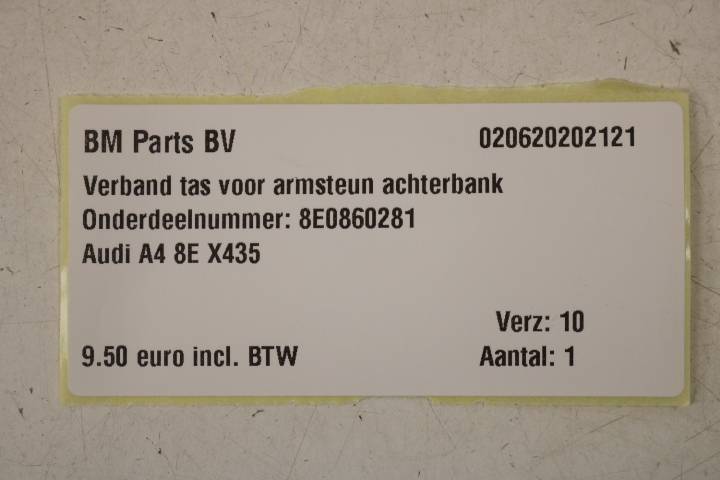 BM Parts BV 020620202121
Verband tas voor armsteun achterbank
Onderdeelnummer: 8E0860281
Audi A4 8E X435
Verz: 10
9.50 euro incl. BTW Aantal: 1